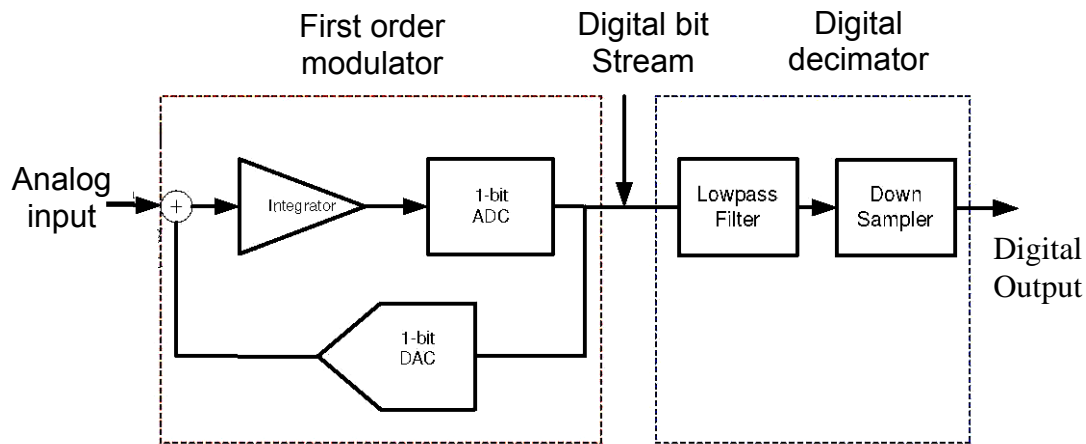 First order
modulator
Digital bit
Stream
Digital
decimator
Analog
input
+
Integrator
1-bit
ADC
Lowpass
Filter
Down
Sampler
Digital
Output
1-bit
DAC